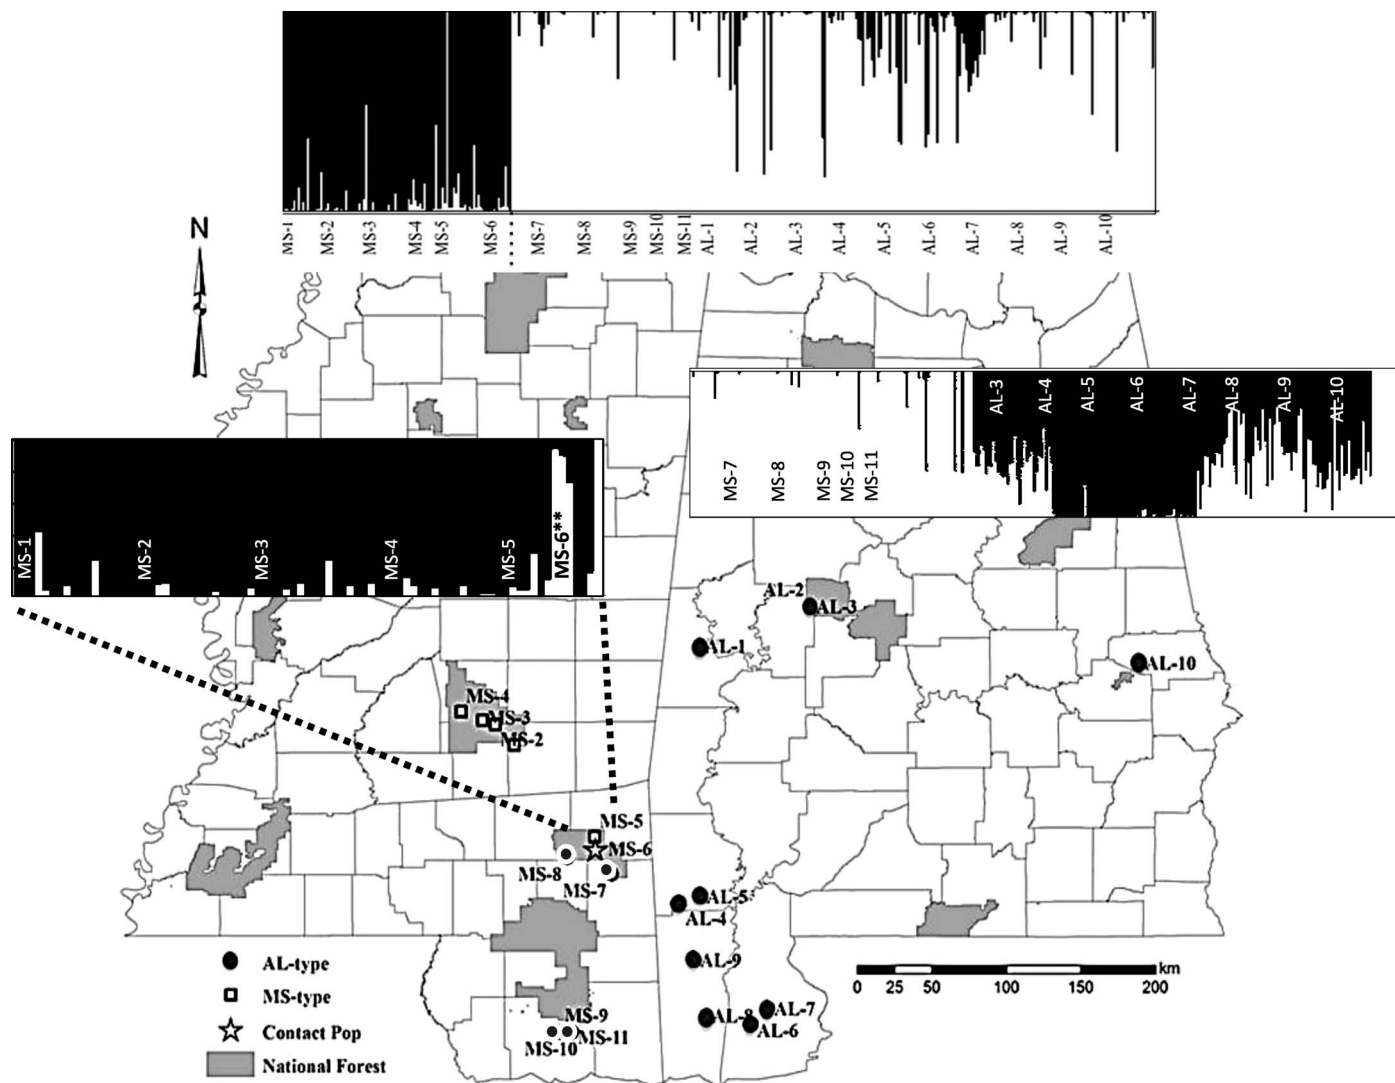 MS-1 MS-2 MS-3 MS-4 MS-5 MS-6 MS-7 MS-8 MS-9 MS-10 MS-11 AL-1 AL-2 AL-3 AL-4 AL-5 AL-6 AL-7 AL-8 AL-9 AL-10
N
AL-3 AL-4 AL-5 AL-6 AL-7 AL-8 AL-9 AL-10
MS-7 MS-8 MS-9 MS-10 MS-11
MS-1 MS-2 MS-3 MS-4 MS-5 MS-6**
AL-2
AL-3
AL-1
AL-10
MS-4
MS-3
MS-2
MS-5
MS-6
MS-8
MS-7
AL-5
AL-4
AL-9
AL-7
AL-8
AL-6
MS-9
MS-10
MS-11
AL-type
MS-type
Contact Pop
National Forest
km
0 25 50 100 150 200